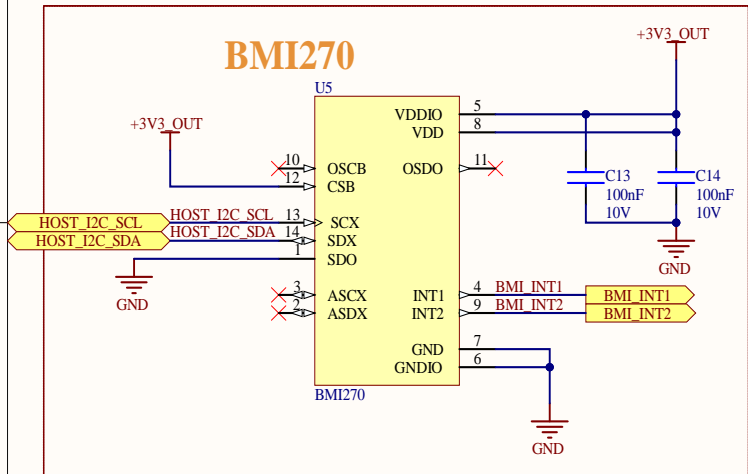 BMI270
+3V3_OUT
U5
+3V3_OUT
VDDIO 5
VDD 8
10 OSCB
OSDO 11
12 CSB
C13
100nF
10V
C14
100nF
10V
HOST_I2C_SCL HOST_I2C_SCL 13 SCX
HOST_I2C_SDA HOST_I2C_SDA 14 SDX
1 SDO
GND
GND
3 ASCX
INT1 4 BMI_INT1 BMI_INT1
2 ASDX
INT2 9 BMI_INT2 BMI_INT2
GND 7
GNDIO 6
BMI270
GND